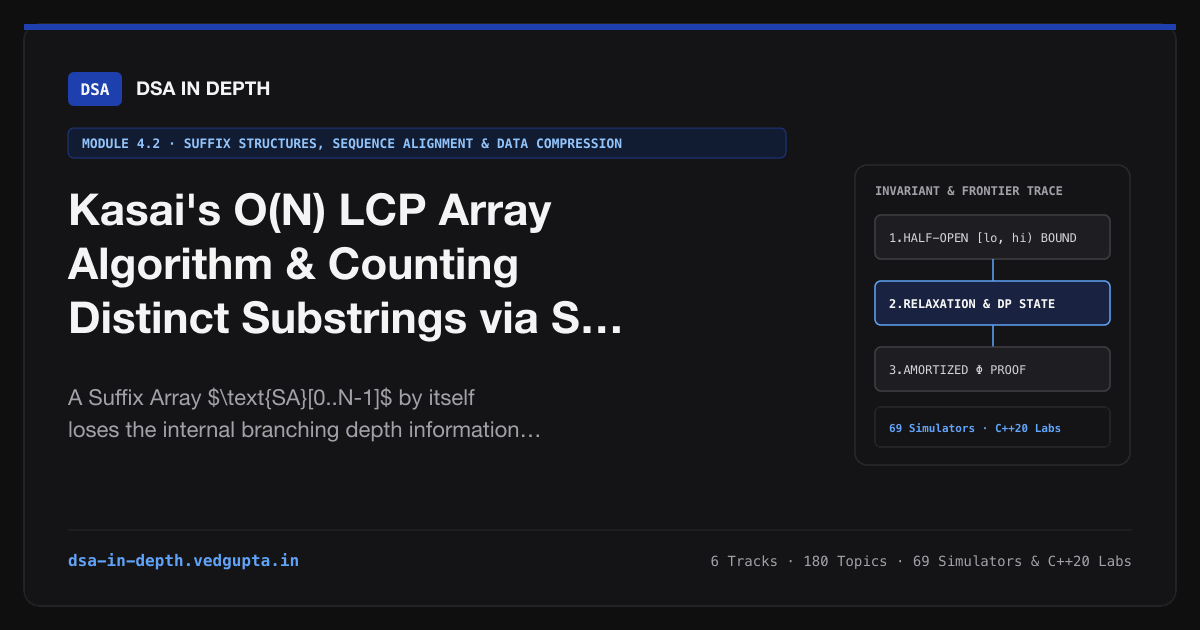 DSA
DSA IN DEPTH
MODULE 4.2 · SUFFIX STRUCTURES, SEQUENCE ALIGNMENT & DATA COMPRESSION
Kasai's O(N) LCP Array
Algorithm & Counting
Distinct Substrings via S...
A Suffix Array $\text{SA}[0..N-1]$ by itself
loses the internal branching depth information...
INVARIANT & FRONTIER TRACE
1.HALF-OPEN [lo, hi) BOUND
2.RELAXATION & DP STATE
3.AMORTIZED Φ PROOF
69 Simulators · C++20 Labs
dsa-in-depth.vedgupta.in
6 Tracks · 180 Topics · 69 Simulators & C++20 Labs